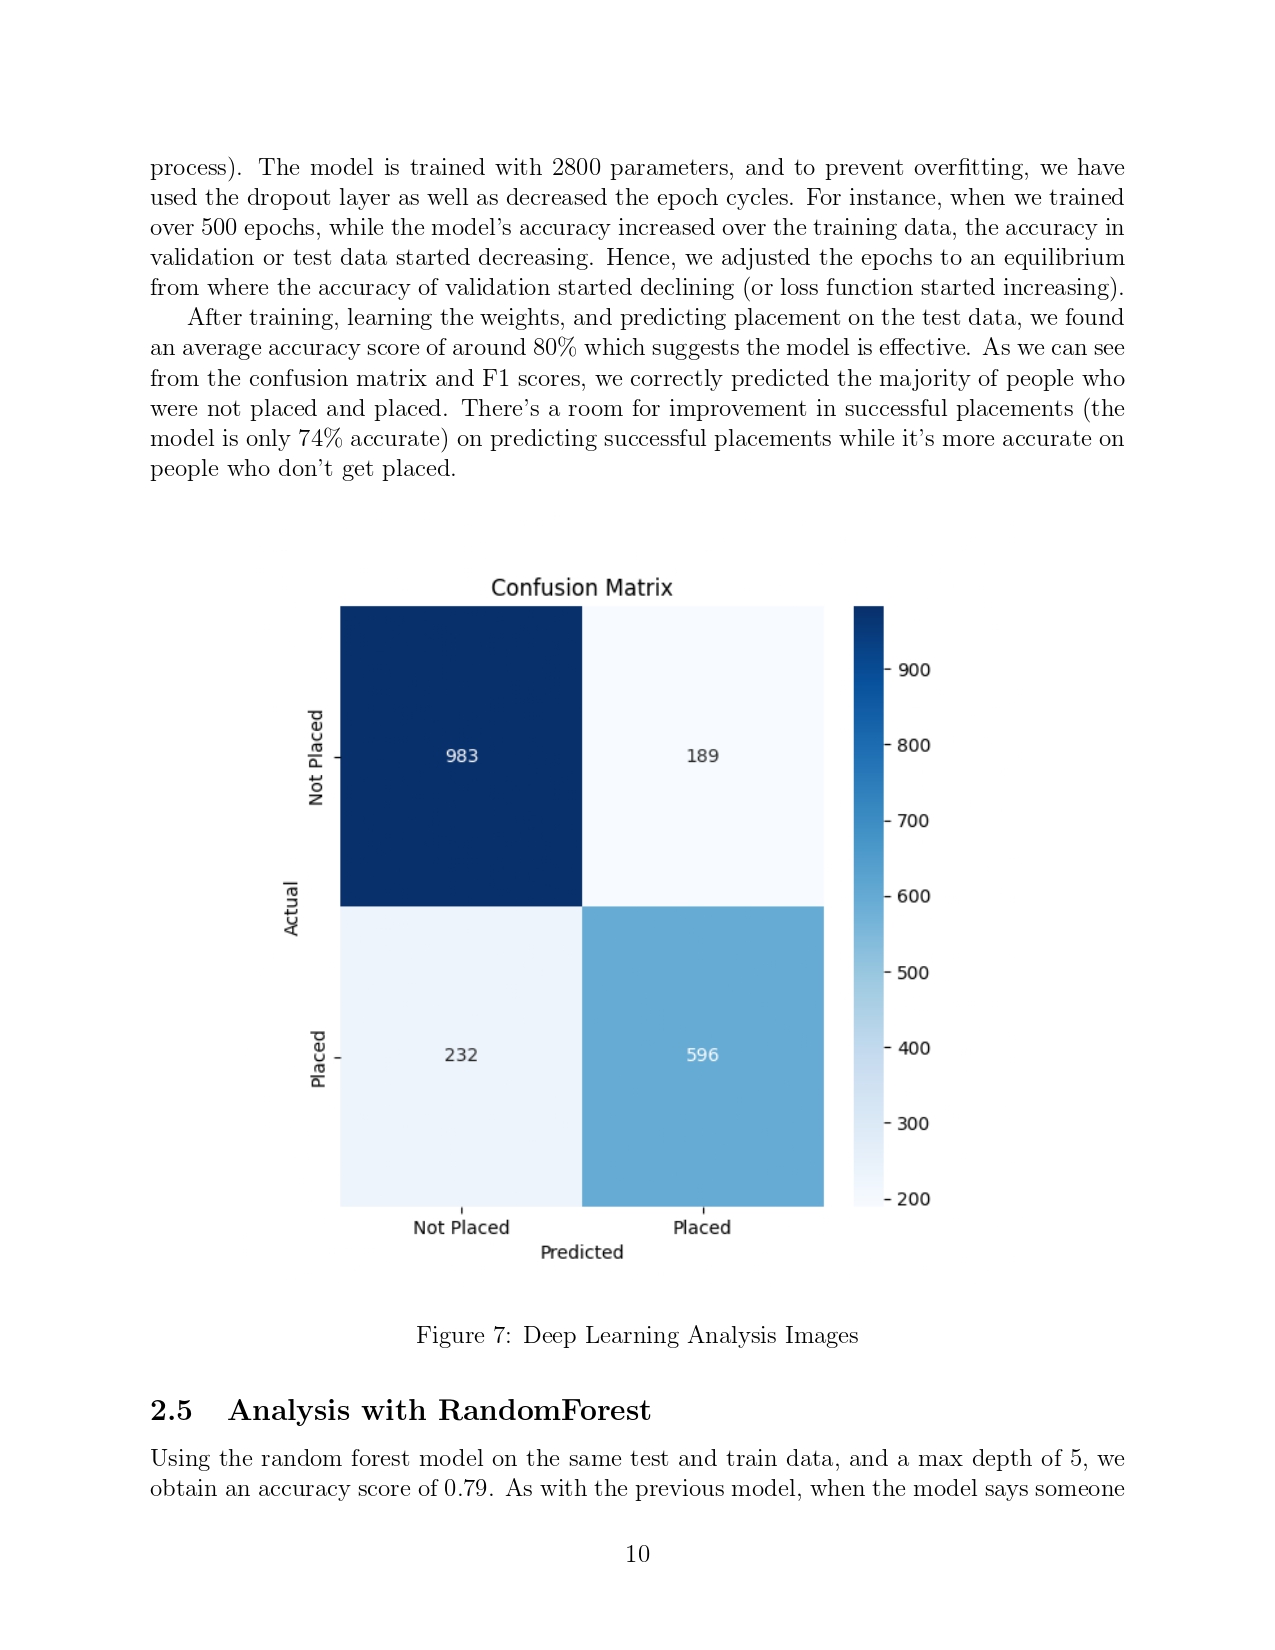 process). The model is trained with 2800 parameters, and to prevent overfitting, we have
used the dropout layer as well as decreased the epoch cycles. For instance, when we trained
over 500 epochs, while the model's accuracy increased over the training data, the accuracy in
validation or test data started decreasing. Hence, we adjusted the epochs to an equilibrium
from where the accuracy of validation started declining (or loss function started increasing).
After training, learning the weights, and predicting placement on the test data, we found
an average accuracy score of around 80% which suggests the model is effective. As we can see
from the confusion matrix and F1 scores, we correctly predicted the majority of people who
were not placed and placed. There's a room for improvement in successful placements (the
model is only 74% accurate) on predicting successful placements while it's more accurate on
people who don't get placed.
Confusion Matrix
Actual
Not Placed
983
189
Placed
232
596
Not Placed
Placed
Predicted
900
800
700
600
500
400
300
200
Figure 7: Deep Learning Analysis Images
2.5 Analysis with RandomForest
Using the random forest model on the same test and train data, and a max depth of 5, we
obtain an accuracy score of 0.79. As with the previous model, when the model says someone
10